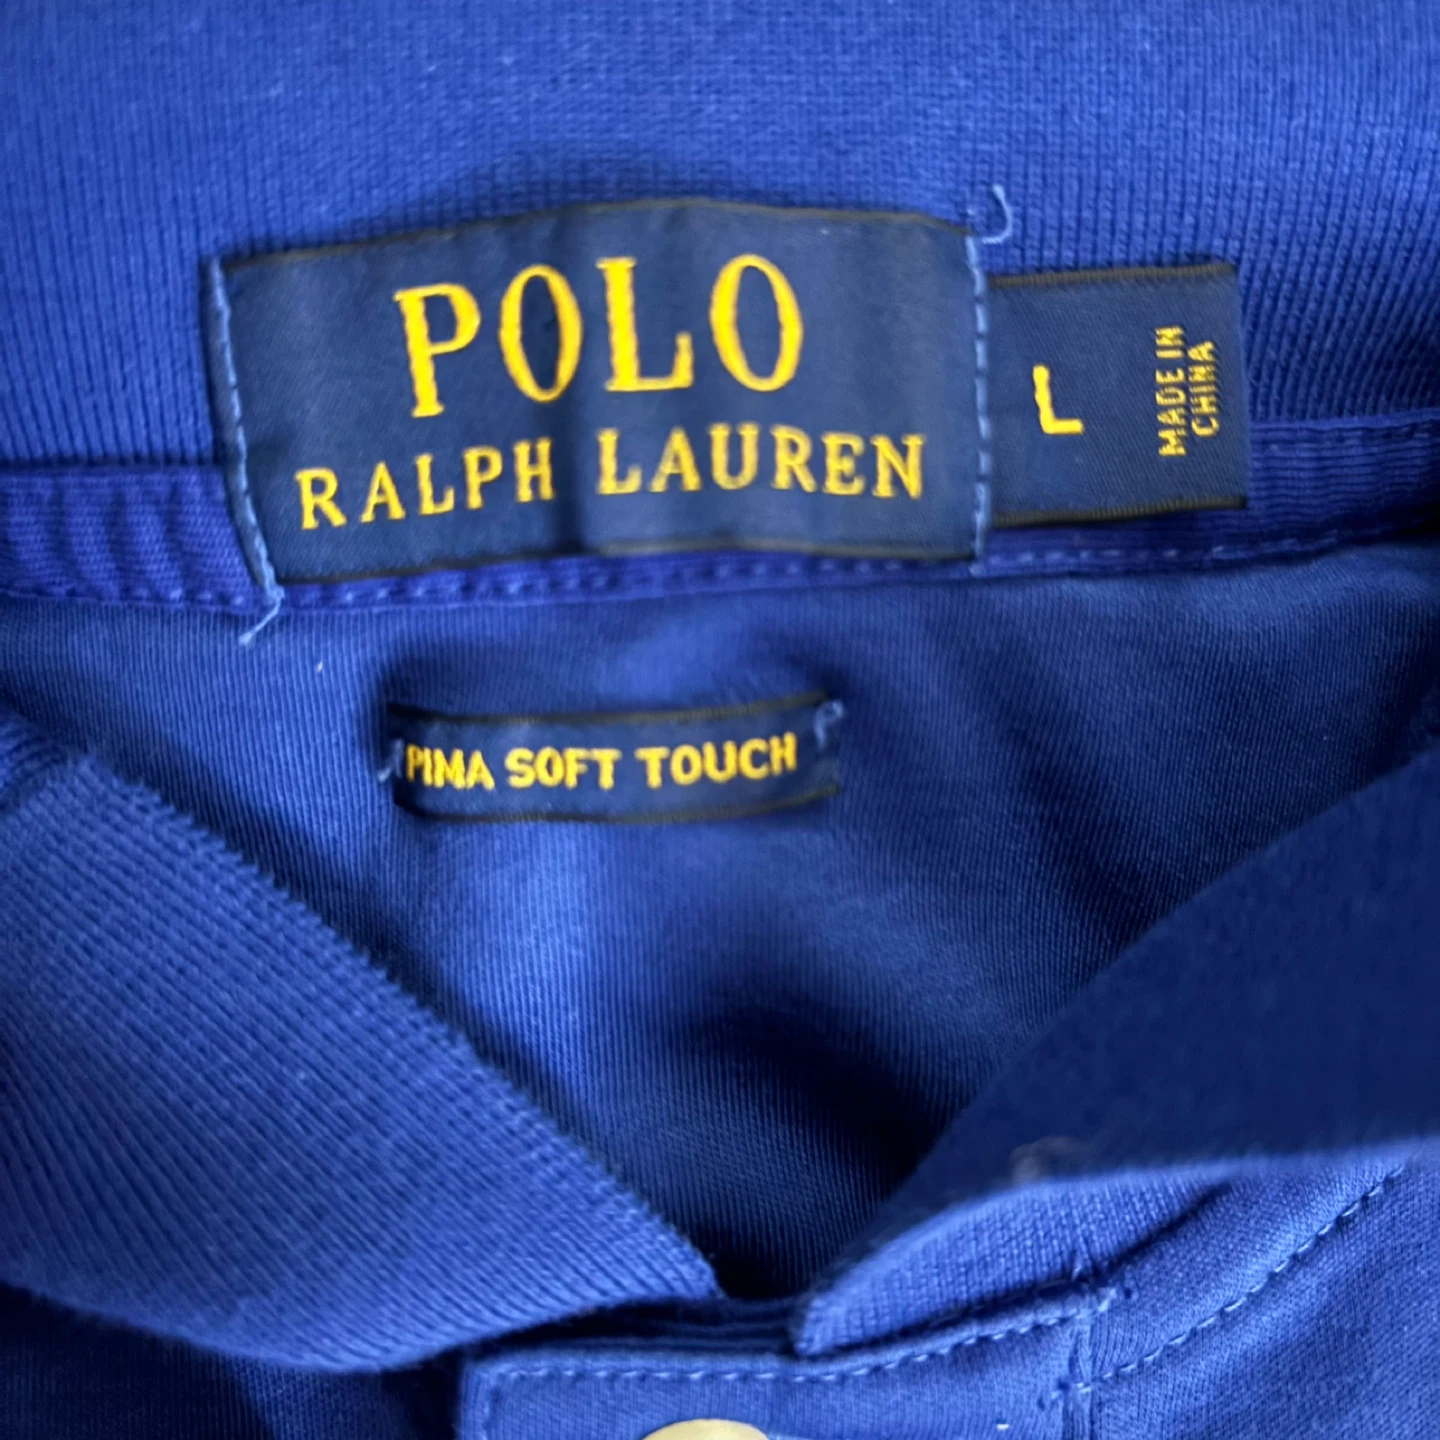 POLO
RALPH LAUREN
L
MADE IN
CHINA
PIMA SOFT TOUCH